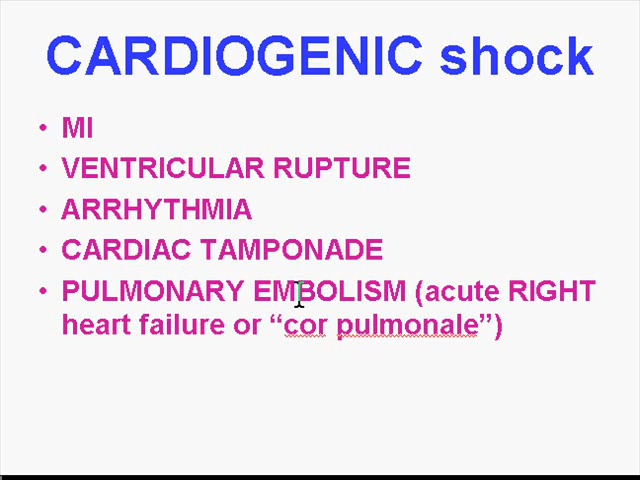 CARDIOGENIC shock
• MI
• VENTRICULAR RUPTURE
• ARRHYTHMIA
• CARDIAC TAMPONADE
• PULMONARY EMBOLISM (acute RIGHT
heart failure or “cor pulmonale”)